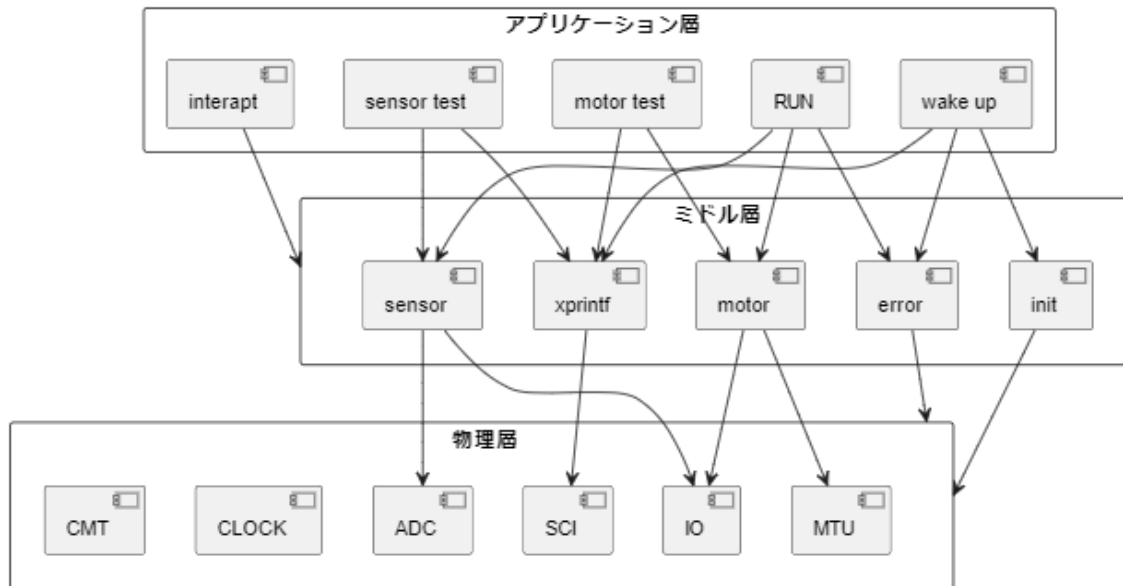 アプリケーション層
interapt
sensor test
motor test
RUN
wake up
ミドル層
sensor
xprintf
motor
error
init
物理層
CMT
CLOCK
ADC
SCI
IO
MTU